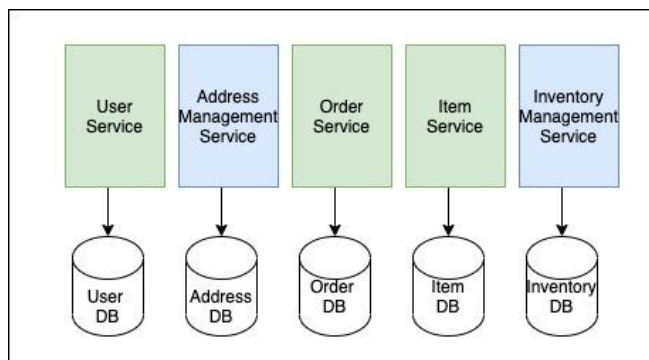 User
Service
Address
Management
Service
Order
Service
Item
Service
Inventory
Management
Service
User
DB
Address
DB
Order
DB
Item
DB
Inventory
DB